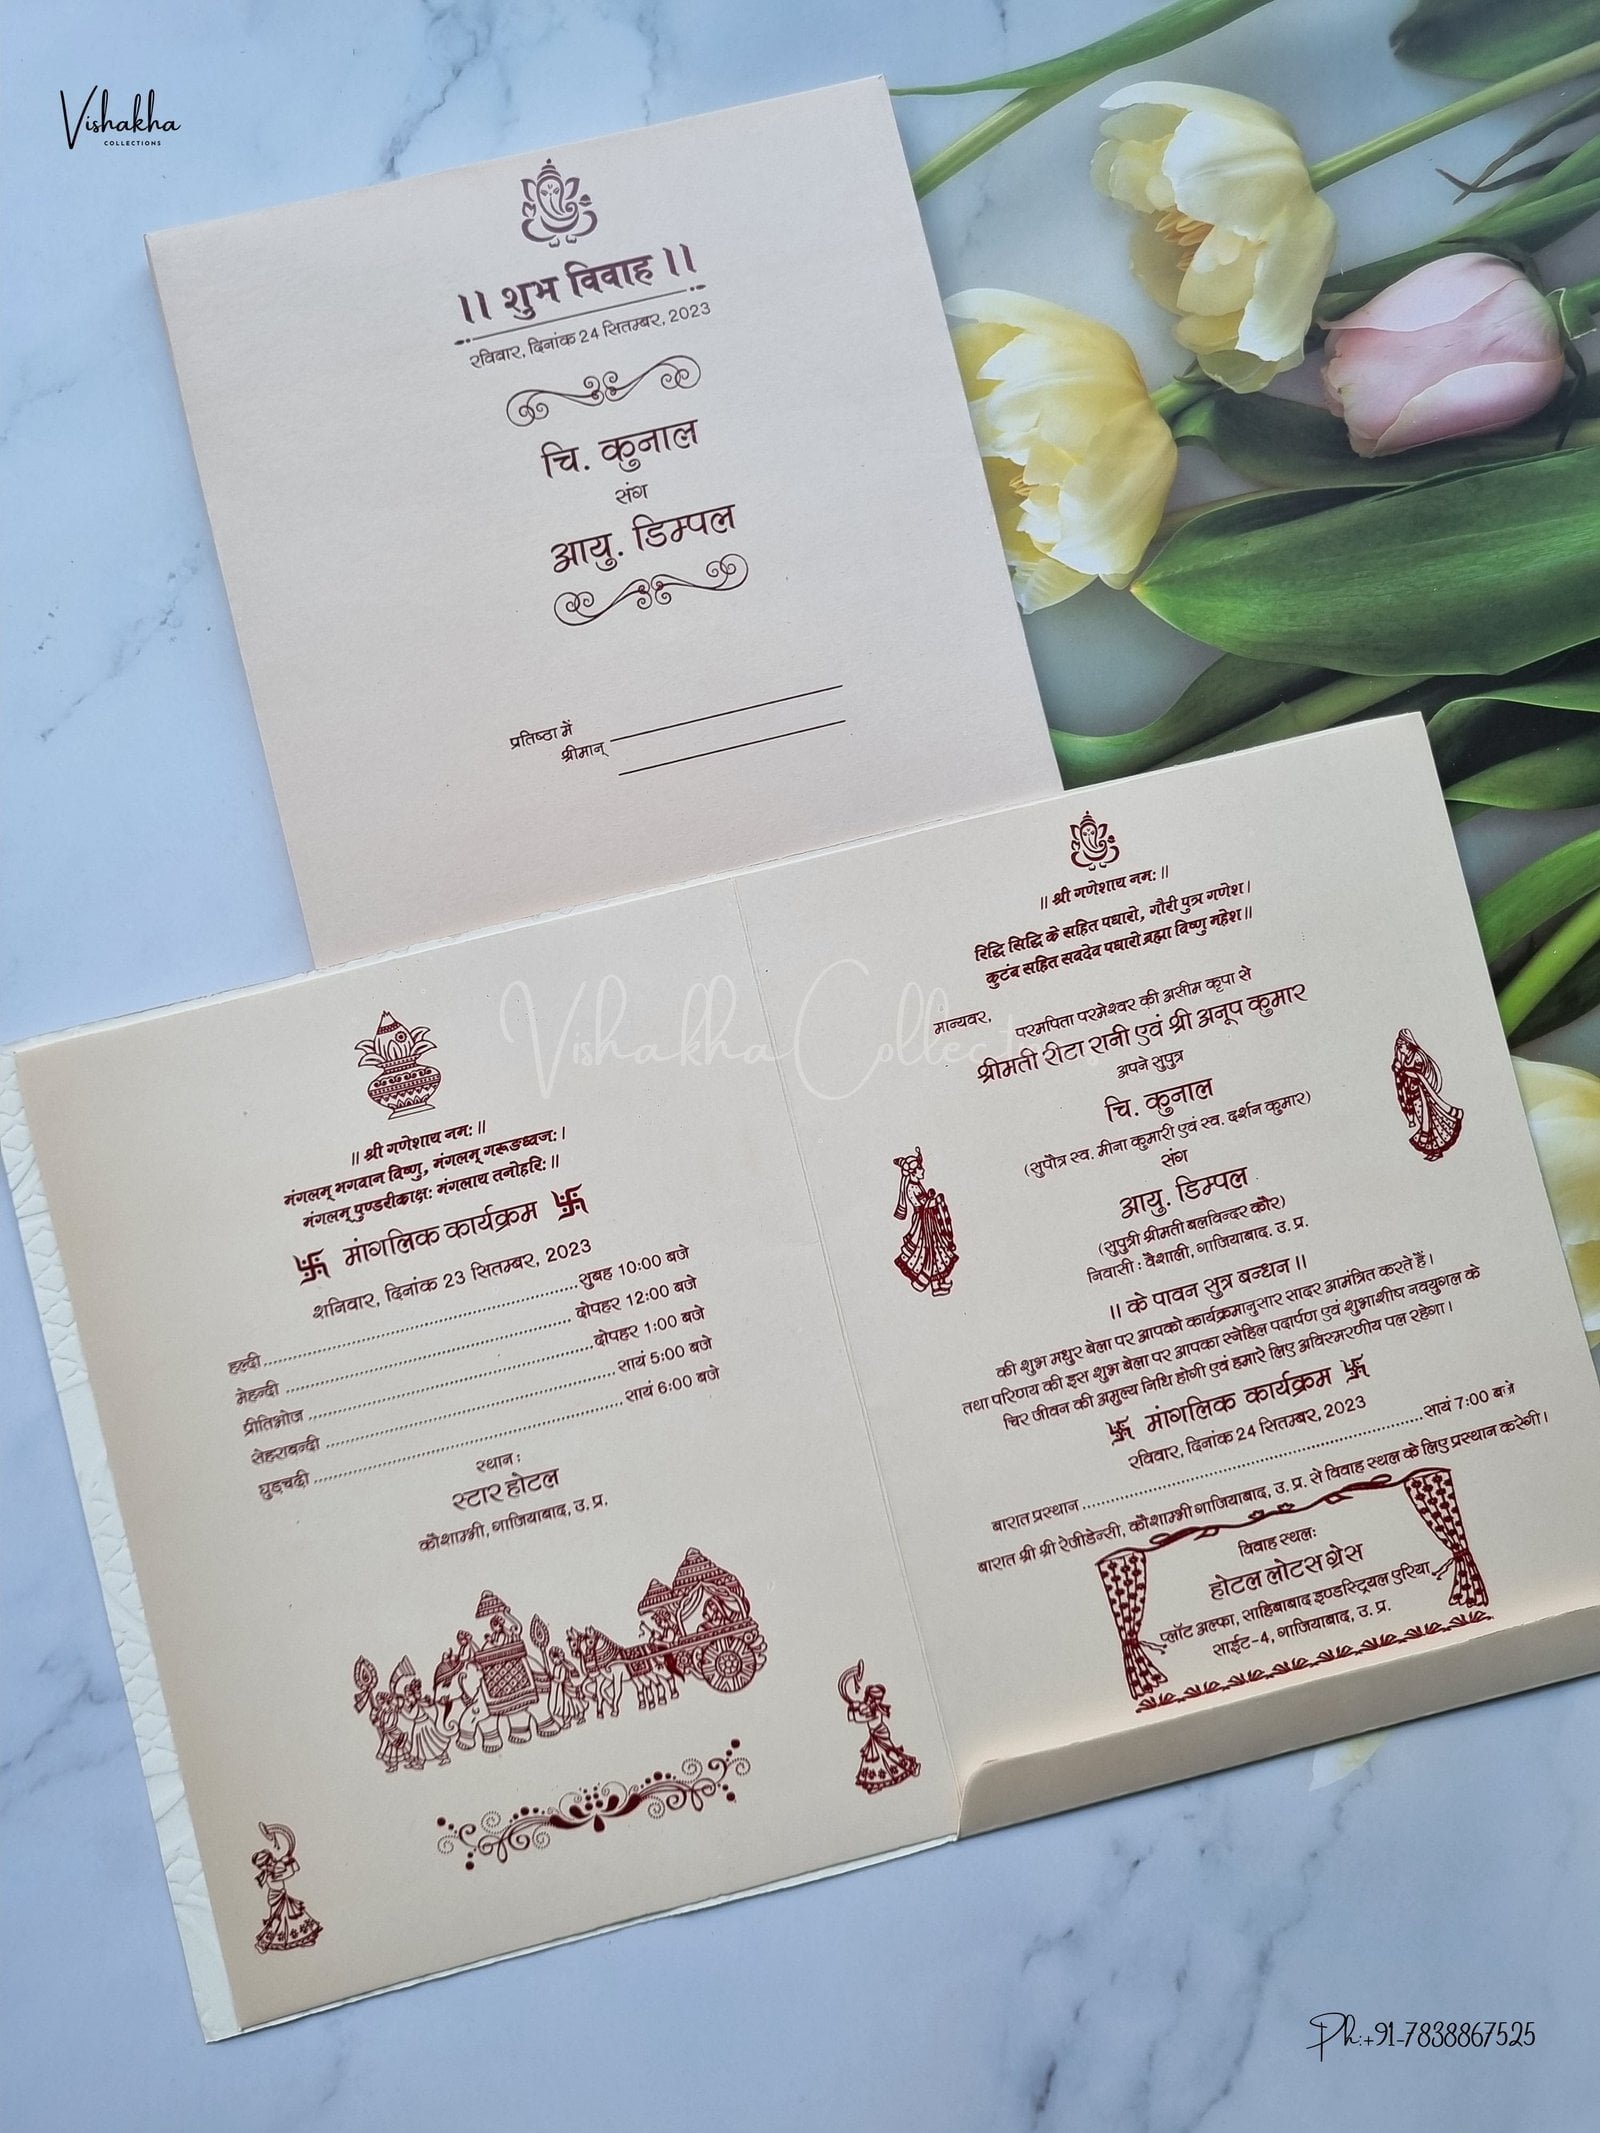 Vishakha
COLLECTIONS
।। शुभ विवाह ।।
रविवार, दिनांक 24 सितम्बर, 2023
चि. कुनाल
संग
आयु. डिम्पल
प्रतिष्ठा में
श्रीमान्
।। श्री गणेशाय नम: ।।
मंगलम् भगवान विष्णु, मंगलम् गरूडध्वज: ।
मंगलम् पुण्डरीकाक्ष: मंगलाय तनोहरि: ।।
卐 मांगलिक कार्यक्रम 卐
शनिवार, दिनांक 23 सितम्बर, 2023
हल्दी ........ सुबह 10:00 बजे
मेहन्दी ........ दोपहर 12:00 बजे
प्रीतिभोज ........ दोपहर 1:00 बजे
सेहराबन्दी ........ सायं 5:00 बजे
घुड़चढ़ी ........ सायं 6:00 बजे
स्थान :
स्टार होटल
कौशाम्भी, गाजियाबाद, उ. प्र.
।। श्री गणेशाय नम: ।।
रिद्धि सिद्धि के सहित पधारो, गौरी पुत्र गणेश ।
कुटंब सहित सवदेव पधारो ब्रह्मा विष्णु महेश ।।
मान्यवर,
परमपिता परमेश्वर की असीम कृपा से
श्रीमती रीटा रानी एवं श्री अनूप कुमार
अपने सुपुत्र
चि. कुनाल
(सुपौत्र स्व. मीना कुमारी एवं स्व. दर्शन कुमार)
संग
आयु. डिम्पल
(सुपुत्री श्रीमती बलविन्दर कौर)
निवासी : वैशाली, गाजियाबाद. उ. प्र.
।। के पावन सुत्र बन्धन ।।
की शुभ मधुर बेला पर आपको कार्यक्रमानुसार सादर आमंत्रित करते हैं ।
तथा परिणय की इस शुभ बेला पर आपका स्नेहिल पदार्पण एवं शुभाशीष नवयुगल के
चिर जीवन की अमुल्य निधि होगी एवं हमारे लिए अविस्मरणीय पल रहेगा ।
卐 मांगलिक कार्यक्रम 卐
रविवार, दिनांक 24 सितम्बर, 2023
बारात प्रस्थान ........ सायं 7:00 बजे
बारात श्री श्री रेजीडेन्सी, कौशाम्भी गाजियाबाद, उ. प्र. से विवाह स्थल के लिए प्रस्थान करेगी ।
विवाह स्थल:
होटल लोटस ग्रेस
प्लॉट अल्फा, साहिबाबाद इण्डस्ट्रियल एरिया
साईट-4, गाजियाबाद, उ. प्र.
Vishakha Collections
Ph:+91-7838867525